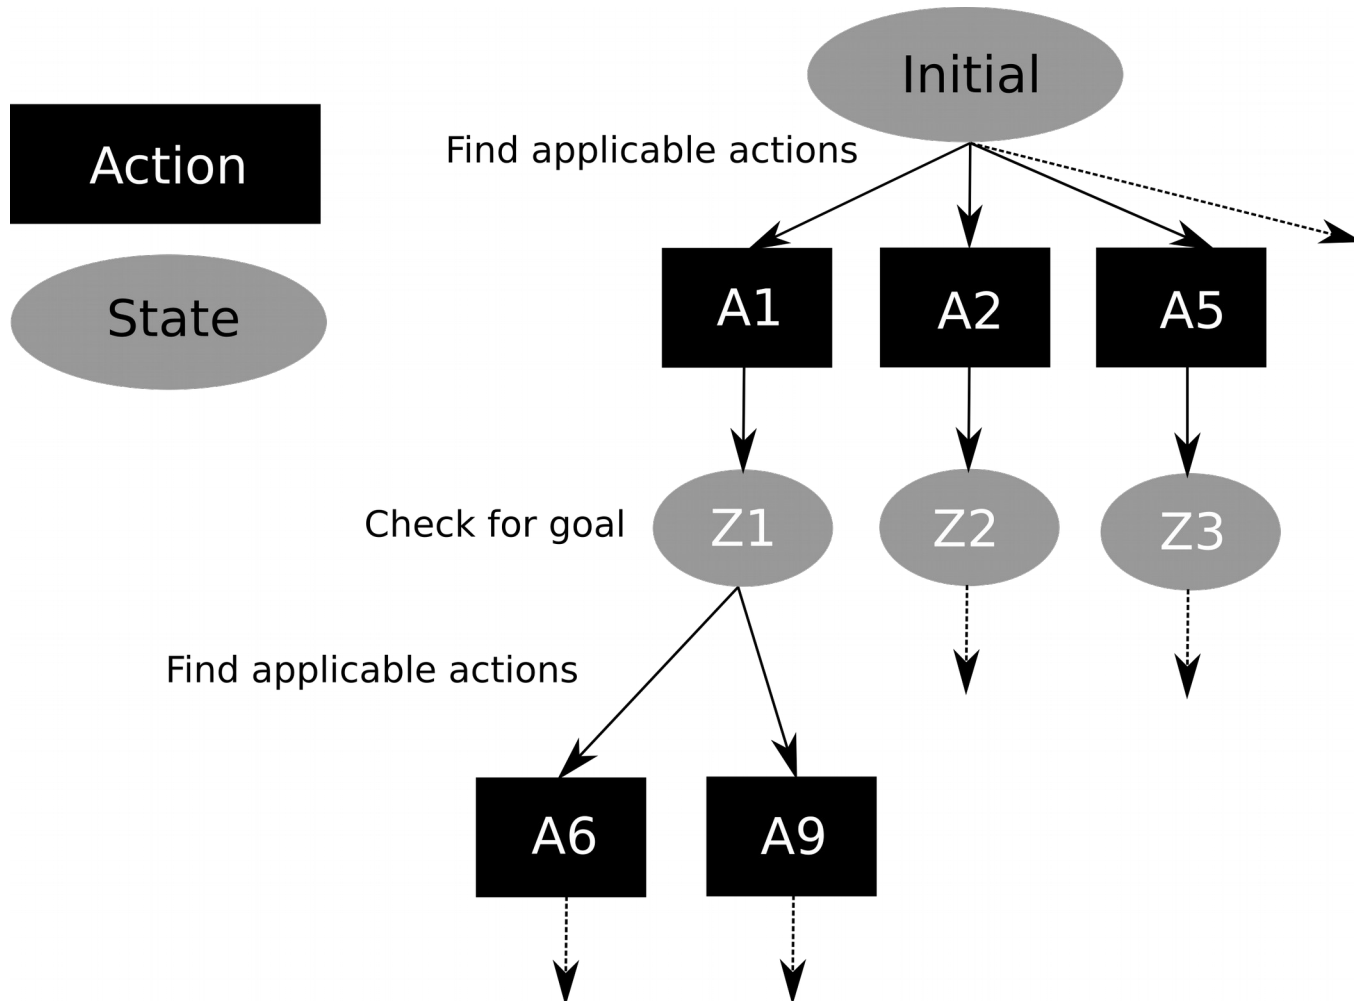 Initial
Find applicable actions
Action
State
A1
A2
A5
Check for goal
Z1
Z2
Z3
Find applicable actions
A6
A9